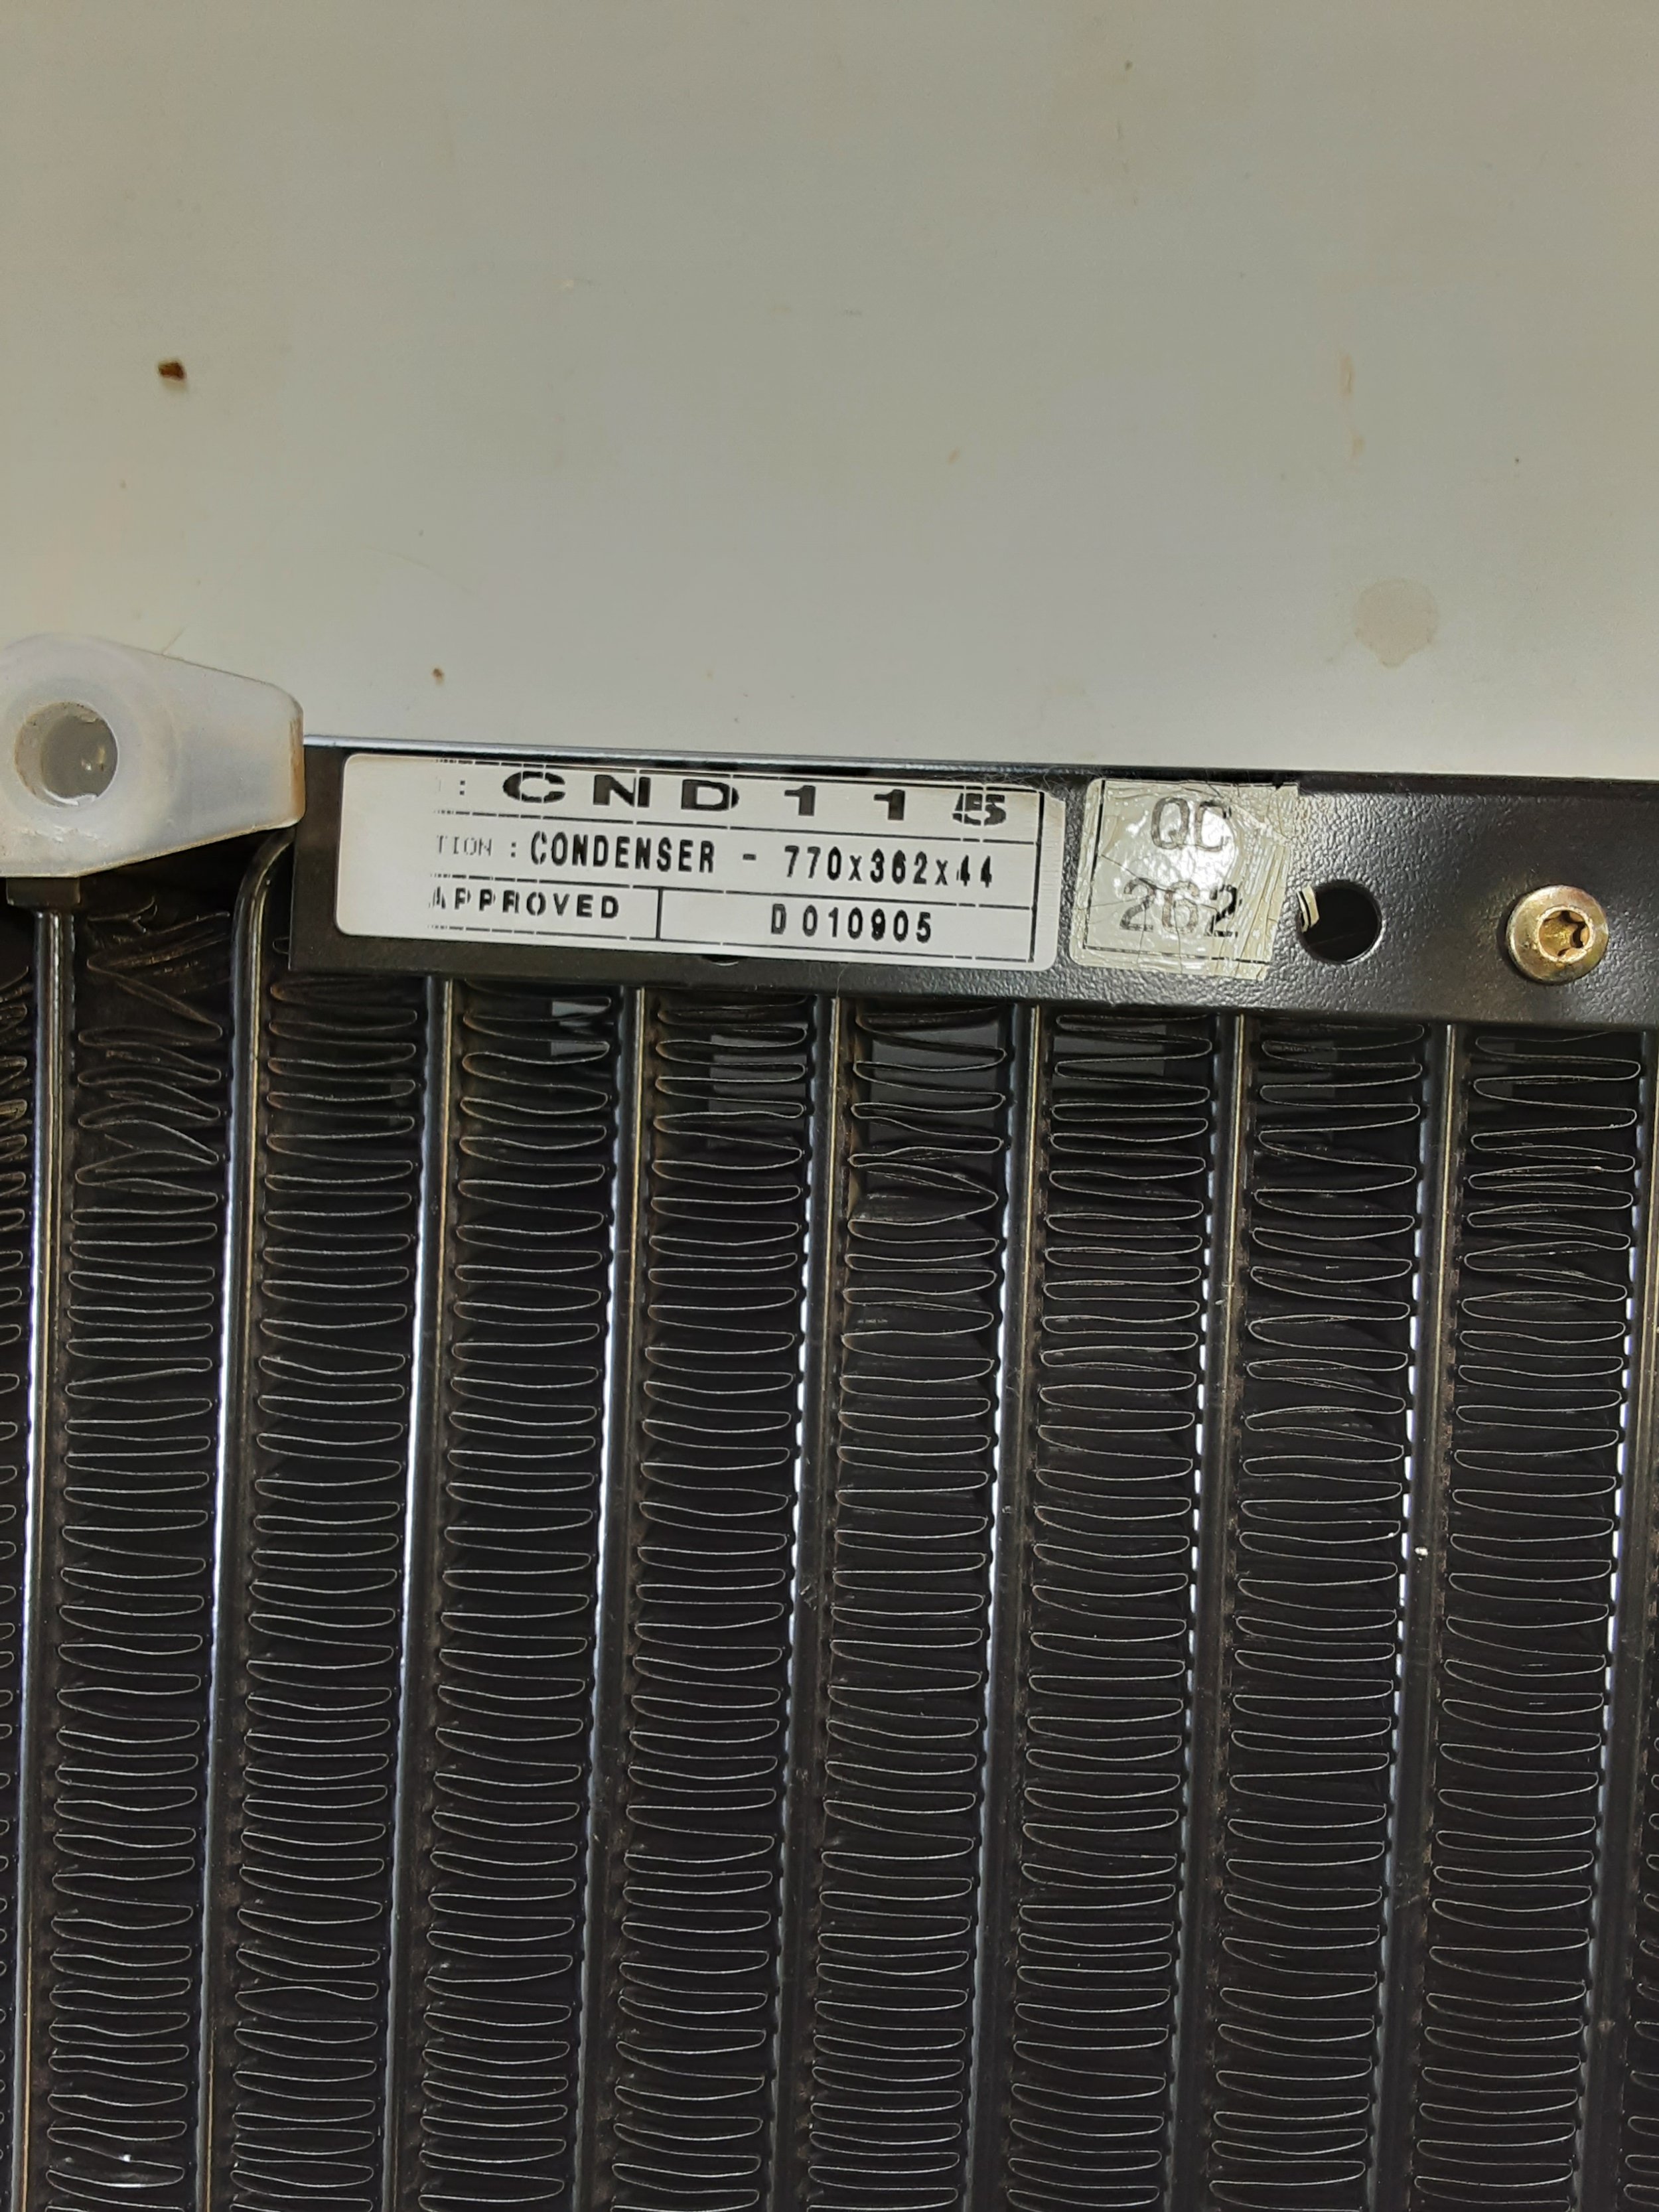 : CND115
TION : CONDENSER - 770x362x44
APPROVED D010905
QC
262